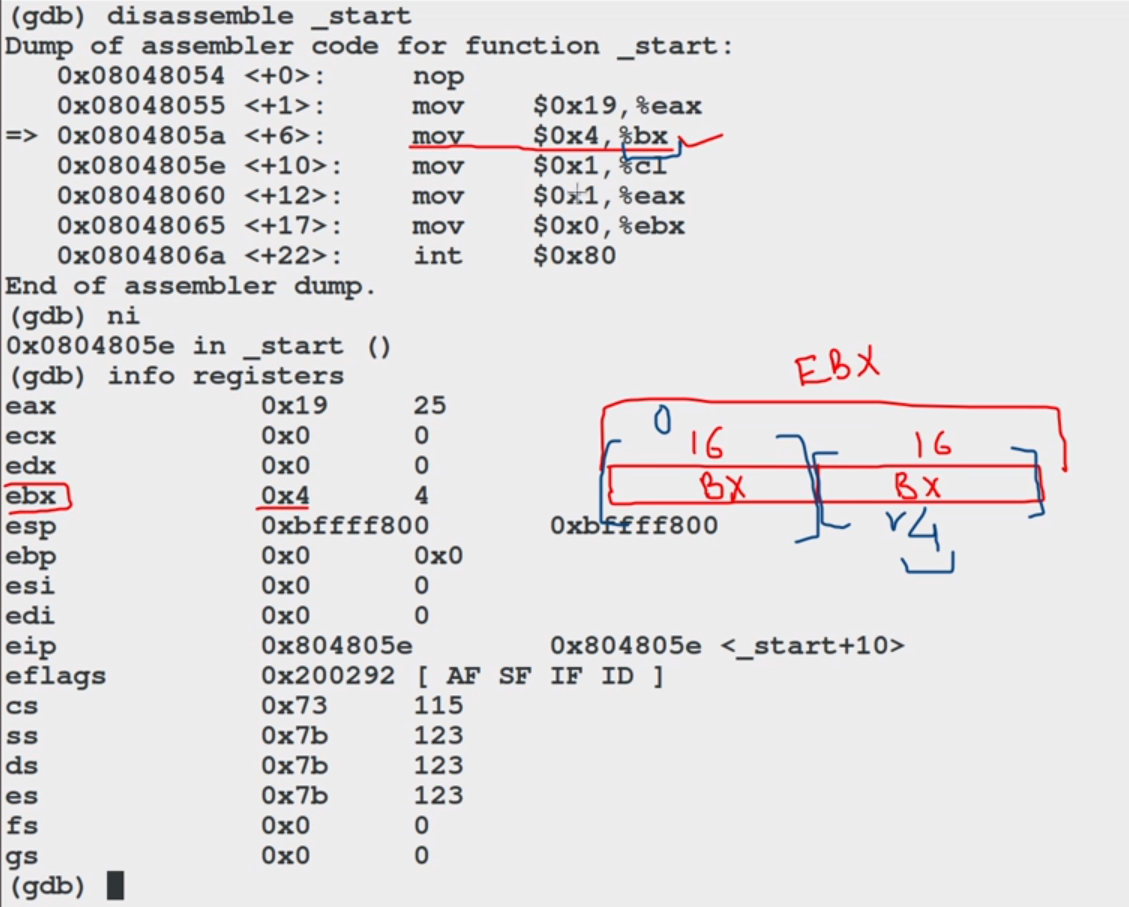 (gdb) disassemble _start
Dump of assembler code for function _start:
   0x08048054 <+0>:     nop
   0x08048055 <+1>:     mov    $0x19,%eax
=> 0x0804805a <+6>:     mov    $0x4,%bx
   0x0804805e <+10>:    mov    $0x1,%cl
   0x08048060 <+12>:    mov    $0x1,%eax
   0x08048065 <+17>:    mov    $0x0,%ebx
   0x0804806a <+22>:    int    $0x80
End of assembler dump.
(gdb) ni
0x0804805e in _start ()
(gdb) info registers
EBX
eax            0x19     25
0
ecx            0x0      0
16 16
edx            0x0      0
ebx            0x4      4
BX BX
esp            0xbffff800       0xbffff800
4
ebp            0x0      0x0
esi            0x0      0
edi            0x0      0
eip            0x804805e        0x804805e <_start+10>
eflags         0x200292 [ AF SF IF ID ]
cs             0x73     115
ss             0x7b     123
ds             0x7b     123
es             0x7b     123
fs             0x0      0
gs             0x0      0
(gdb)